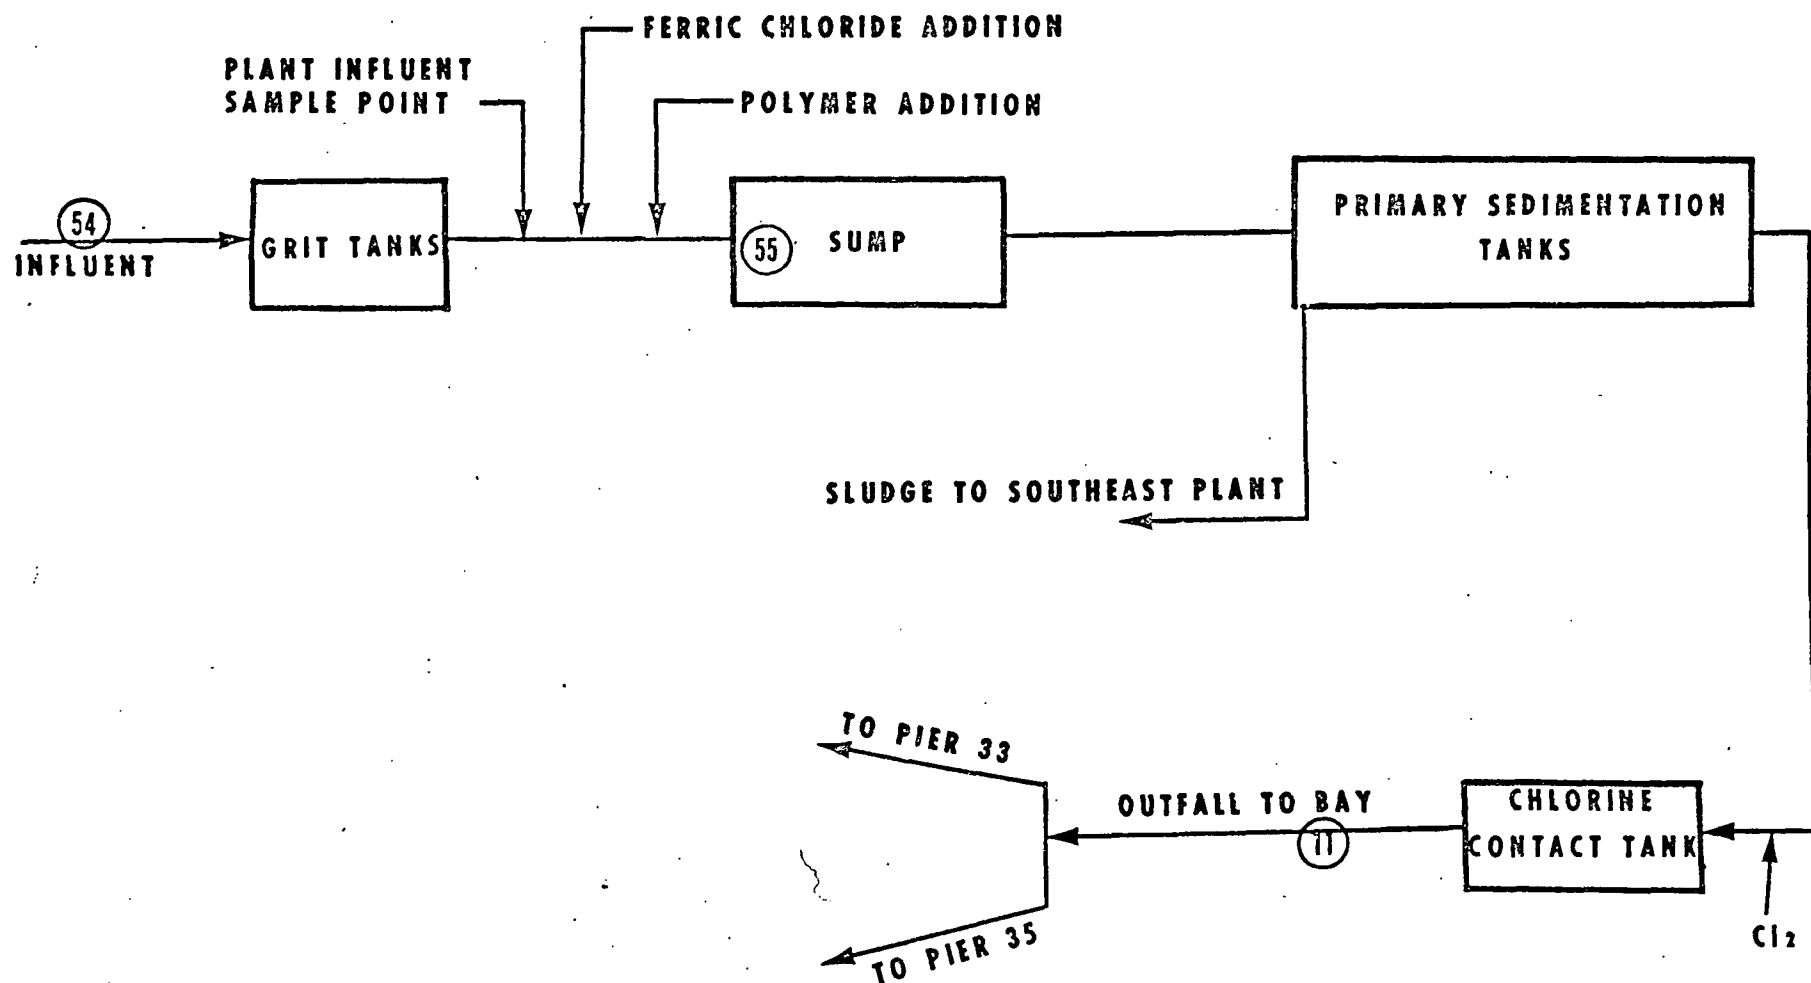 FERRIC CHLORIDE ADDITION
PLANT INFLUENT
SAMPLE POINT
POLYMER ADDITION
54
INFLUENT
GRIT TANKS
55
SUMP
PRIMARY SEDIMENTATION
TANKS
SLUDGE TO SOUTHEAST PLANT
TO PIER 33
OUTFALL TO BAY
11
CHLORINE
CONTACT TANK
TO PIER 35
Cl₂